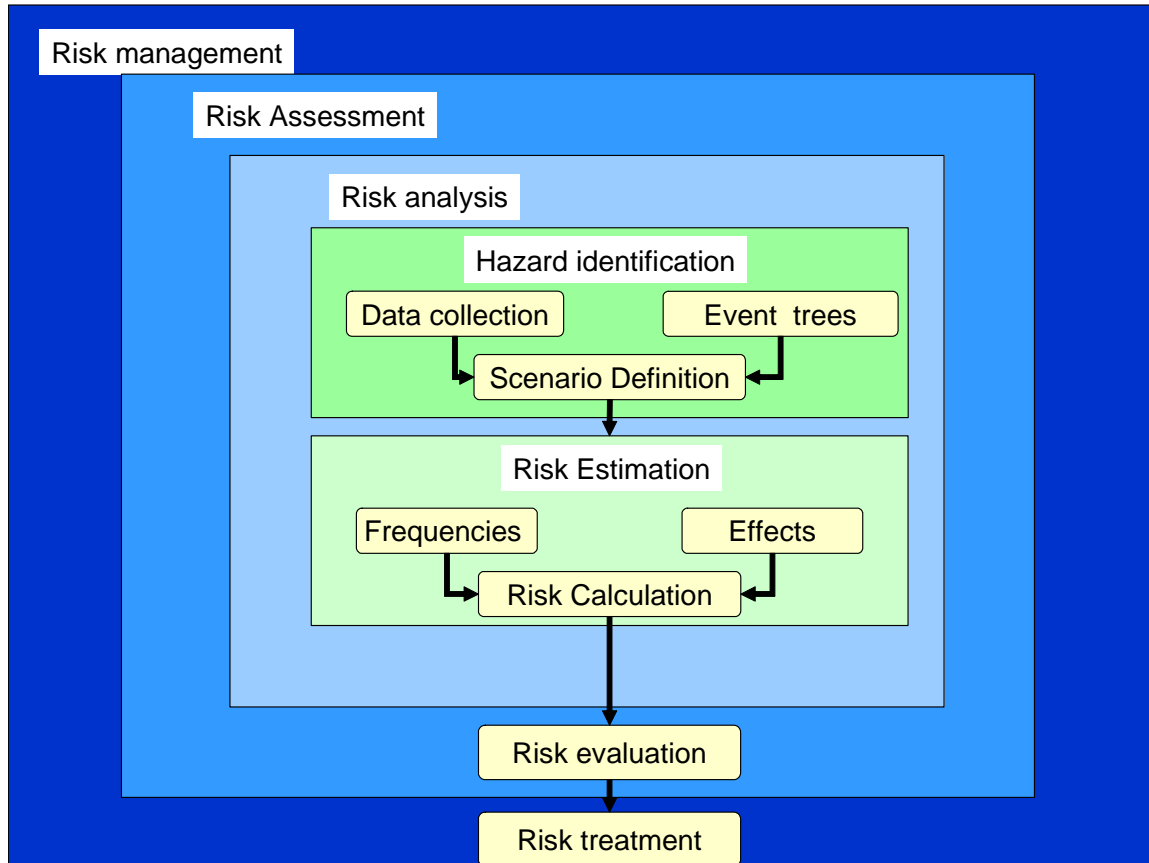 Risk management
Risk Assessment
Risk analysis
Hazard identification
Data collection
Event trees
Scenario Definition
Risk Estimation
Frequencies
Effects
Risk Calculation
Risk evaluation
Risk treatment